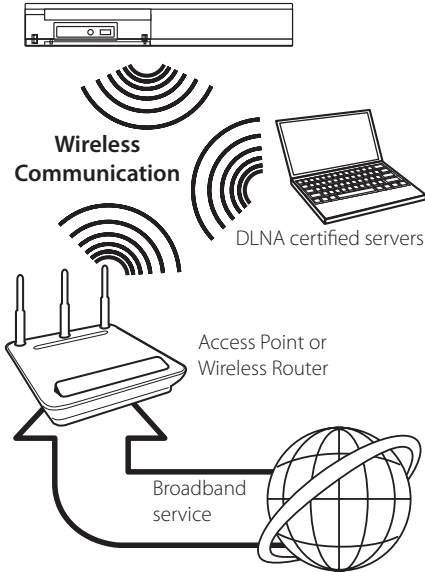 Wireless
Communication
DLNA certified servers
Access Point or
Wireless Router
Broadband
service